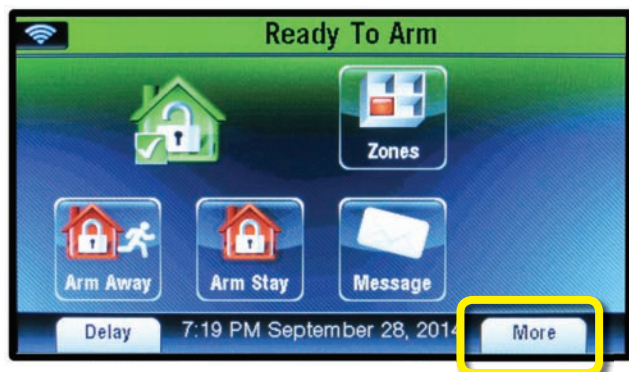 Ready To Arm
Zones
Arm Away
Arm Stay
Message
Delay
7:19 PM September 28, 2014
More